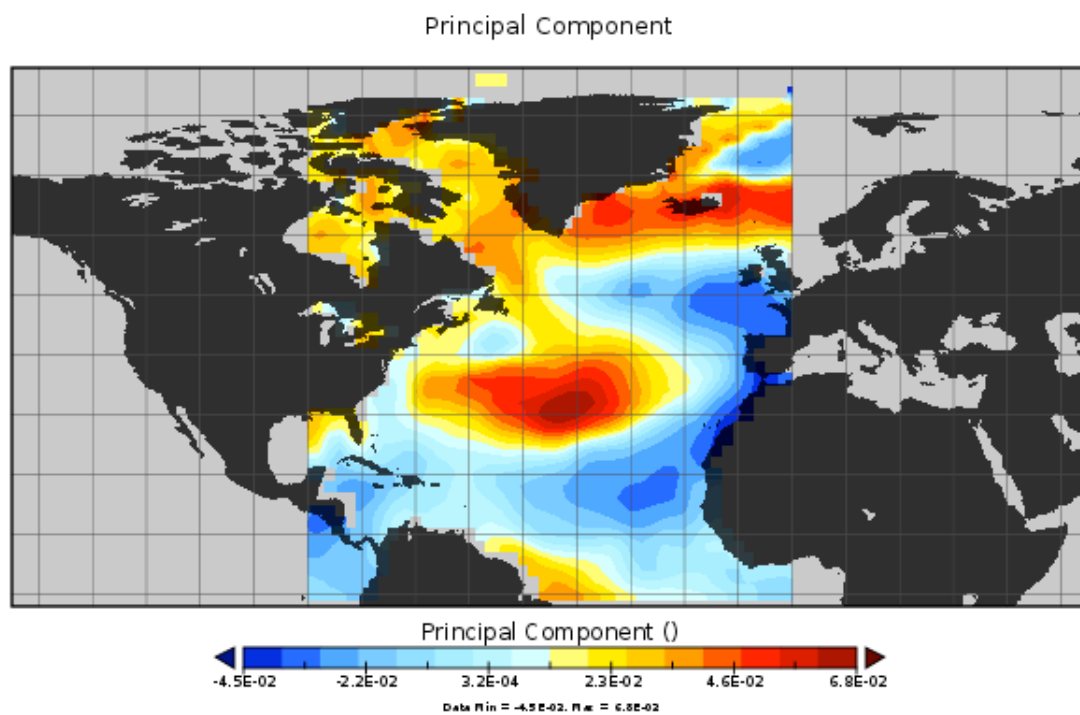 Principal Component
Principal Component ()
-4.5E-02 -2.2E-02 3.2E-04 2.3E-02 4.6E-02 6.8E-02
Data Min = -4.5E-02, Max = 6.8E-02